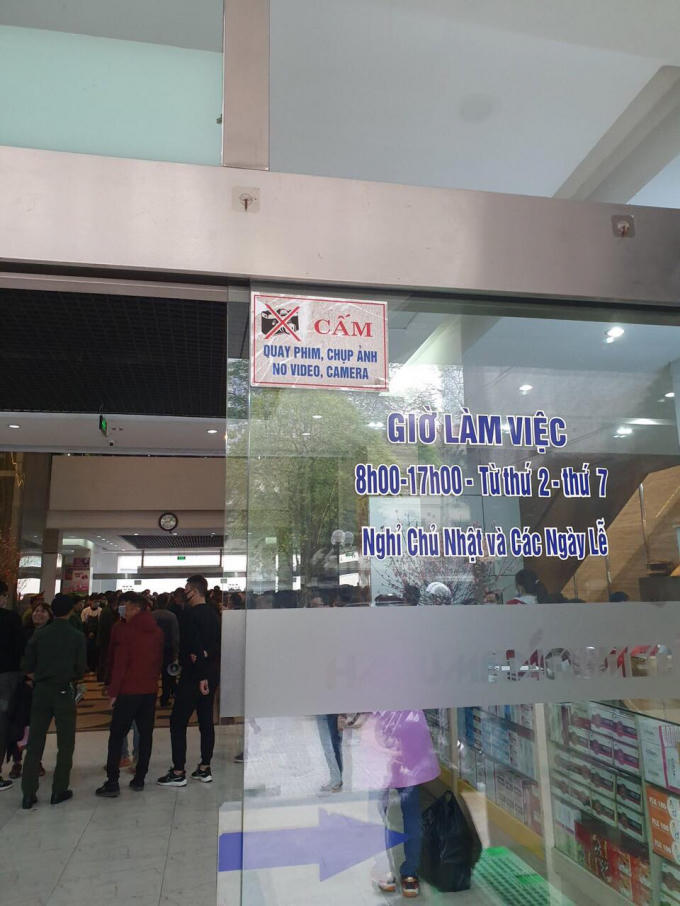 CẤM
QUAY PHIM, CHỤP ẢNH
NO VIDEO, CAMERA
GIỜ LÀM VIỆC
8h00-17h00 - Từ thứ 2 - thứ 7
Nghỉ Chủ Nhật và Các Ngày Lễ